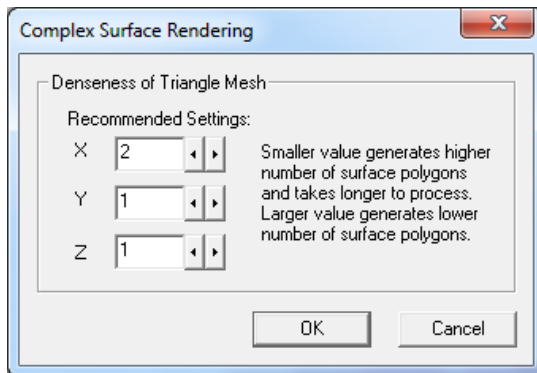 Complex Surface Rendering
Denseness of Triangle Mesh
Recommended Settings:
X 2
Y 1
Z 1
Smaller value generates higher
number of surface polygons
and takes longer to process.
Larger value generates lower
number of surface polygons.
OK Cancel